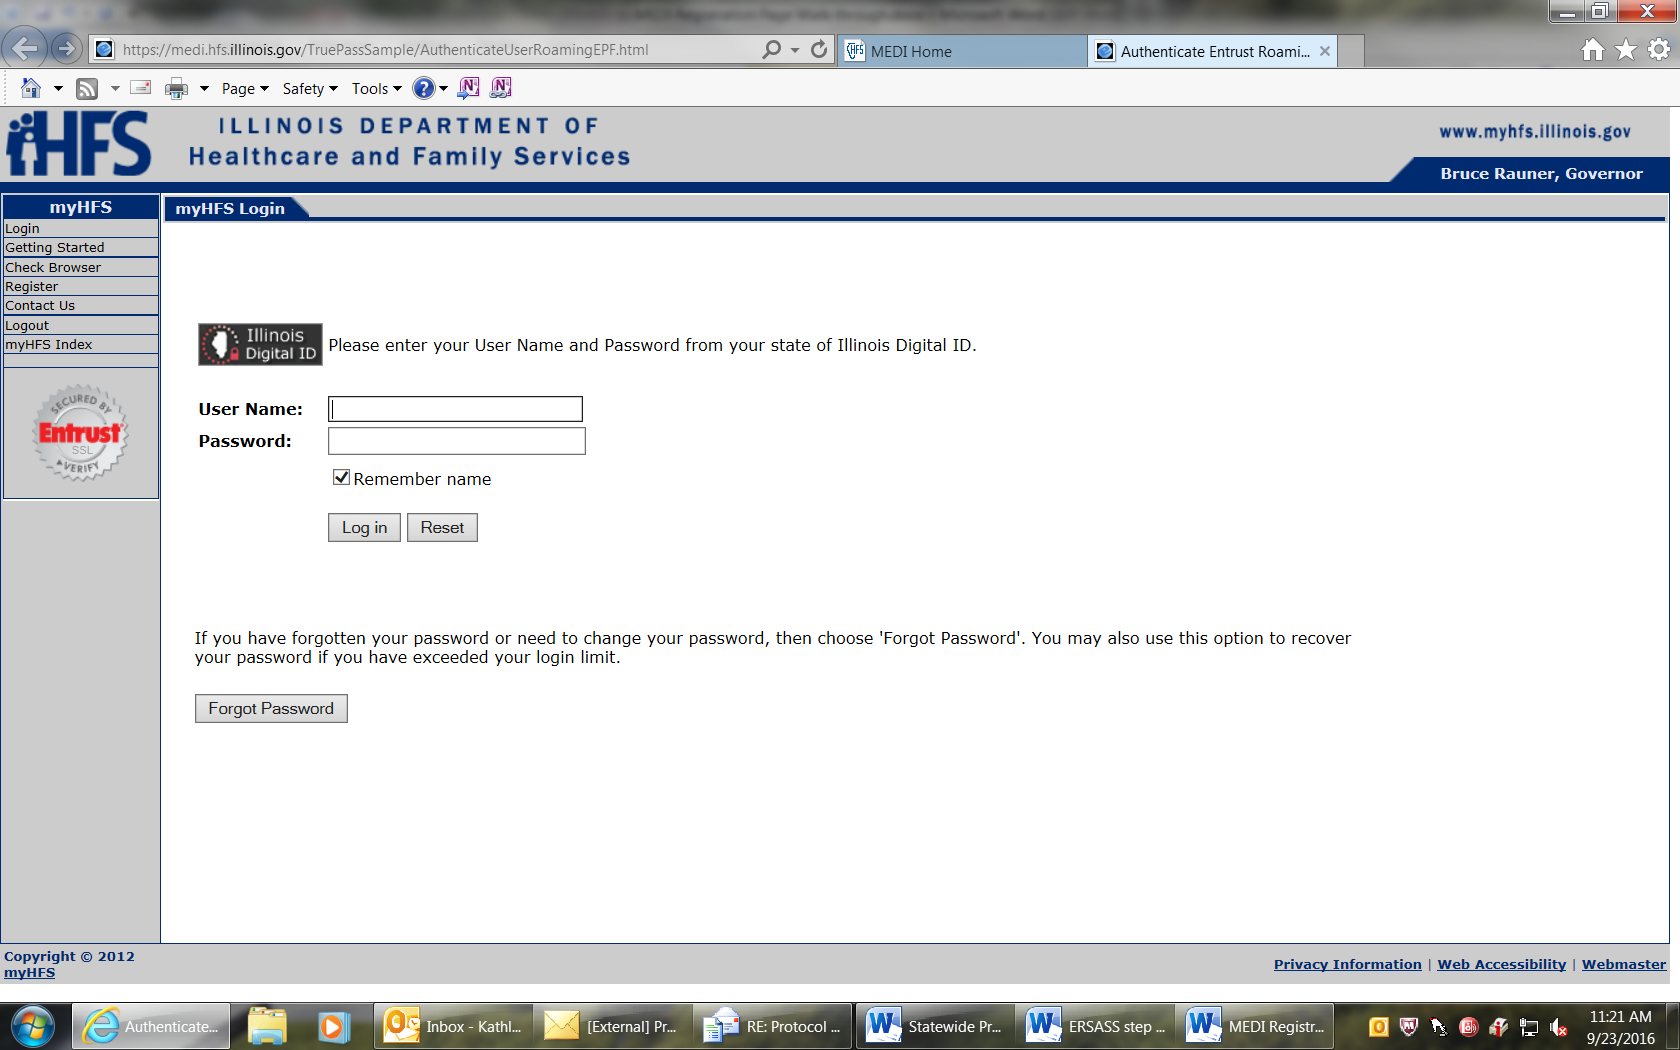 https://medi.hfs.illinois.gov/TruePassSample/AuthenticateUserRoamingEPF.html
MEDI Home
Authenticate Entrust Roami...
Page
Safety
Tools
HFS
ILLINOIS DEPARTMENT OF
Healthcare and Family Services
www.myhfs.illinois.gov
Bruce Rauner, Governor
myHFS
Login
Getting Started
Check Browser
Register
Contact Us
Logout
myHFS Index
SECURED BY
Entrust
SSL
VERIFY
myHFS Login
Illinois
Digital ID
Please enter your User Name and Password from your state of Illinois Digital ID.
User Name:
Password:
Remember name
Log in
Reset
If you have forgotten your password or need to change your password, then choose 'Forgot Password'. You may also use this option to recover
your password if you have exceeded your login limit.
Forgot Password
Copyright © 2012
myHFS
Privacy Information | Web Accessibility | Webmaster
Authenticate...
Inbox - Kathl...
[External] Pr...
RE: Protocol ...
Statewide Pr...
ERSASS step ...
MEDI Registr...
11:21 AM
9/23/2016